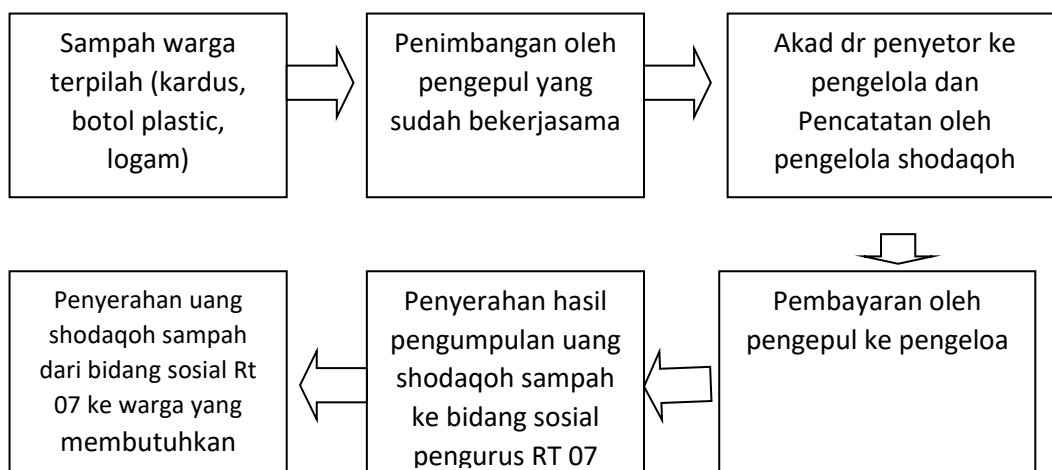 Sampah warga
terpilah (kardus,
botol plastic,
logam)
Penimbangan oleh
pengepul yang
sudah bekerjasama
Akad dr penyetor ke
pengelola dan
Pencatatan oleh
pengelola shodaqoh
Pembayaran oleh
pengepul ke pengeloa
Penyerahan hasil
pengumpulan uang
shodaqoh sampah
ke bidang sosial
pengurus RT 07
Penyerahan uang
shodaqoh sampah
dari bidang sosial Rt
07 ke warga yang
membutuhkan